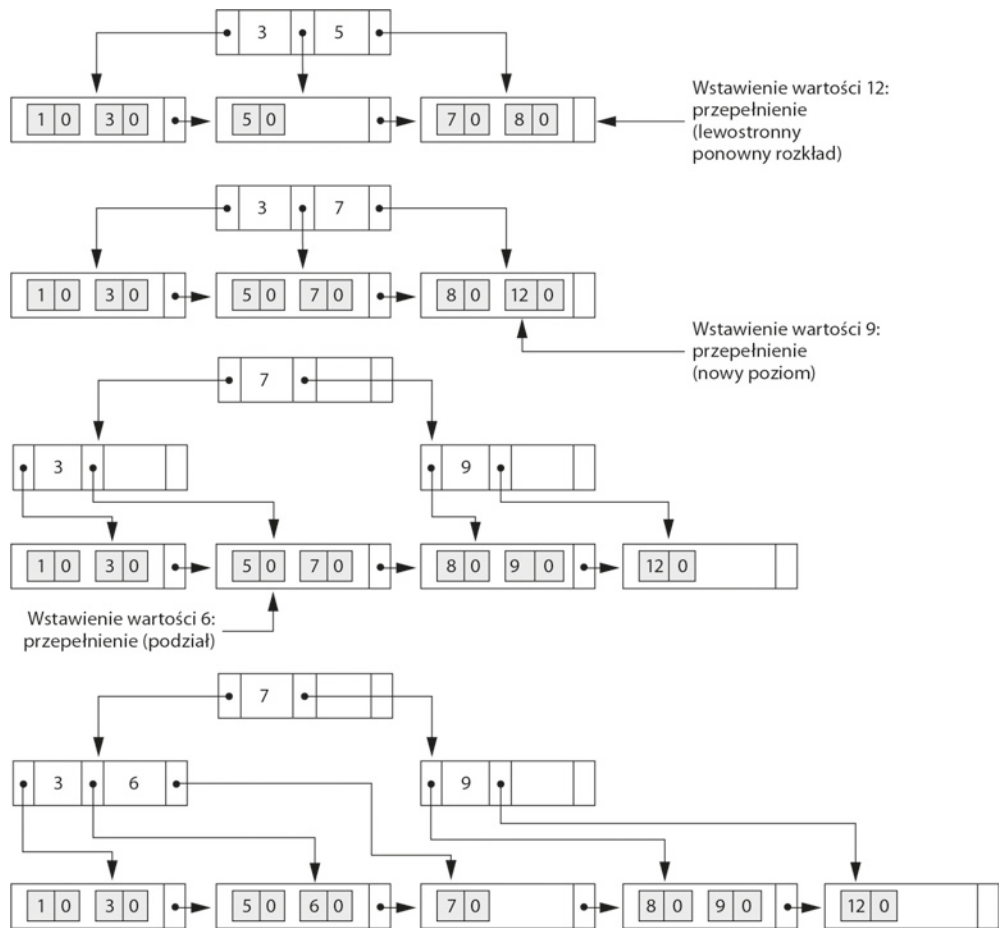 3 5
1 0 3 0 5 0 7 0 8 0
Wstawienie wartości 12:
przepełnienie
(lewostronny
ponowny rozkład)
3 7
1 0 3 0 5 0 7 0 8 0 12 0
Wstawienie wartości 9:
przepełnienie
(nowy poziom)
7
3 9
1 0 3 0 5 0 7 0 8 0 9 0 12 0
Wstawienie wartości 6:
przepełnienie (podział)
7
3 6 9
1 0 3 0 5 0 6 0 7 0 8 0 9 0 12 0